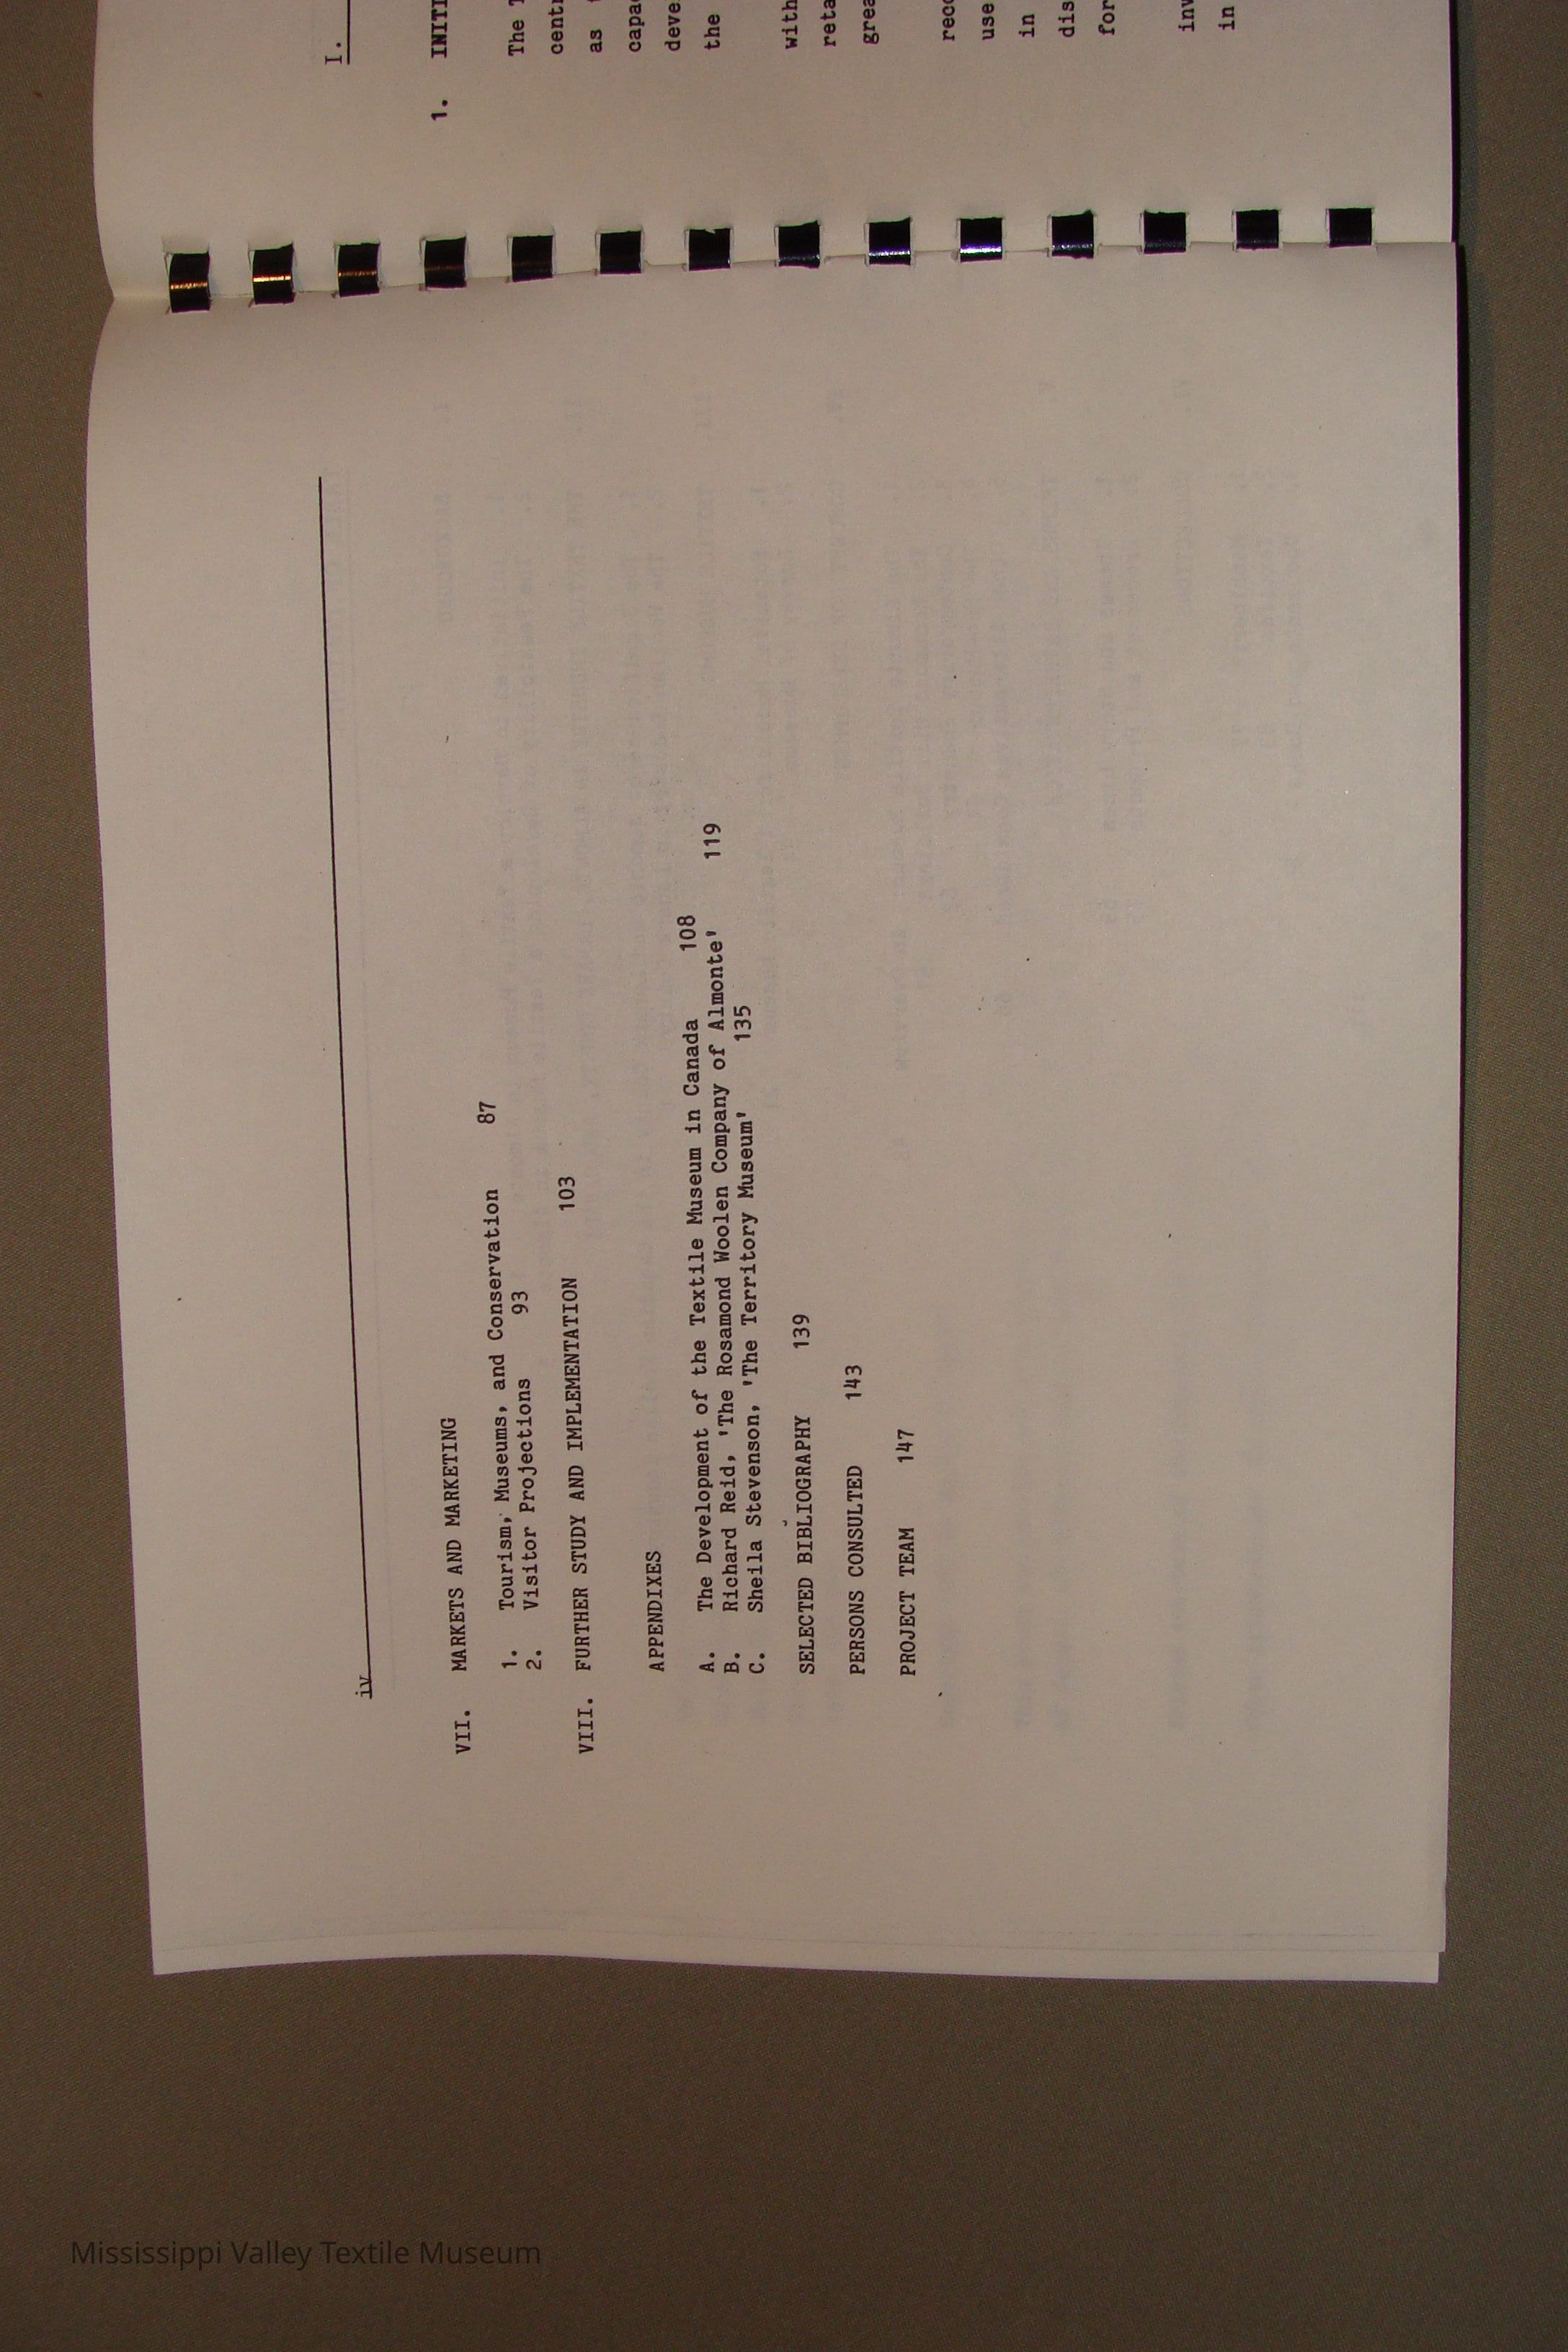 iv
VII. MARKETS AND MARKETING
1. Tourism, Museums, and Conservation 87
2. Visitor Projections 93
VIII. FURTHER STUDY AND IMPLEMENTATION 103
APPENDIXES
A. The Development of the Textile Museum in Canada 108
B. Richard Reid, 'The Rosamond Woolen Company of Almonte' 119
C. Sheila Stevenson, 'The Territory Museum' 135
SELECTED BIBLIOGRAPHY 139
PERSONS CONSULTED 143
PROJECT TEAM 147
I.
1. INITI
The T
centr
as
capac
deve
the
with
reta
grea
reco
use
in
dis
for
inv
in
Mississippi Valley Textile Museum